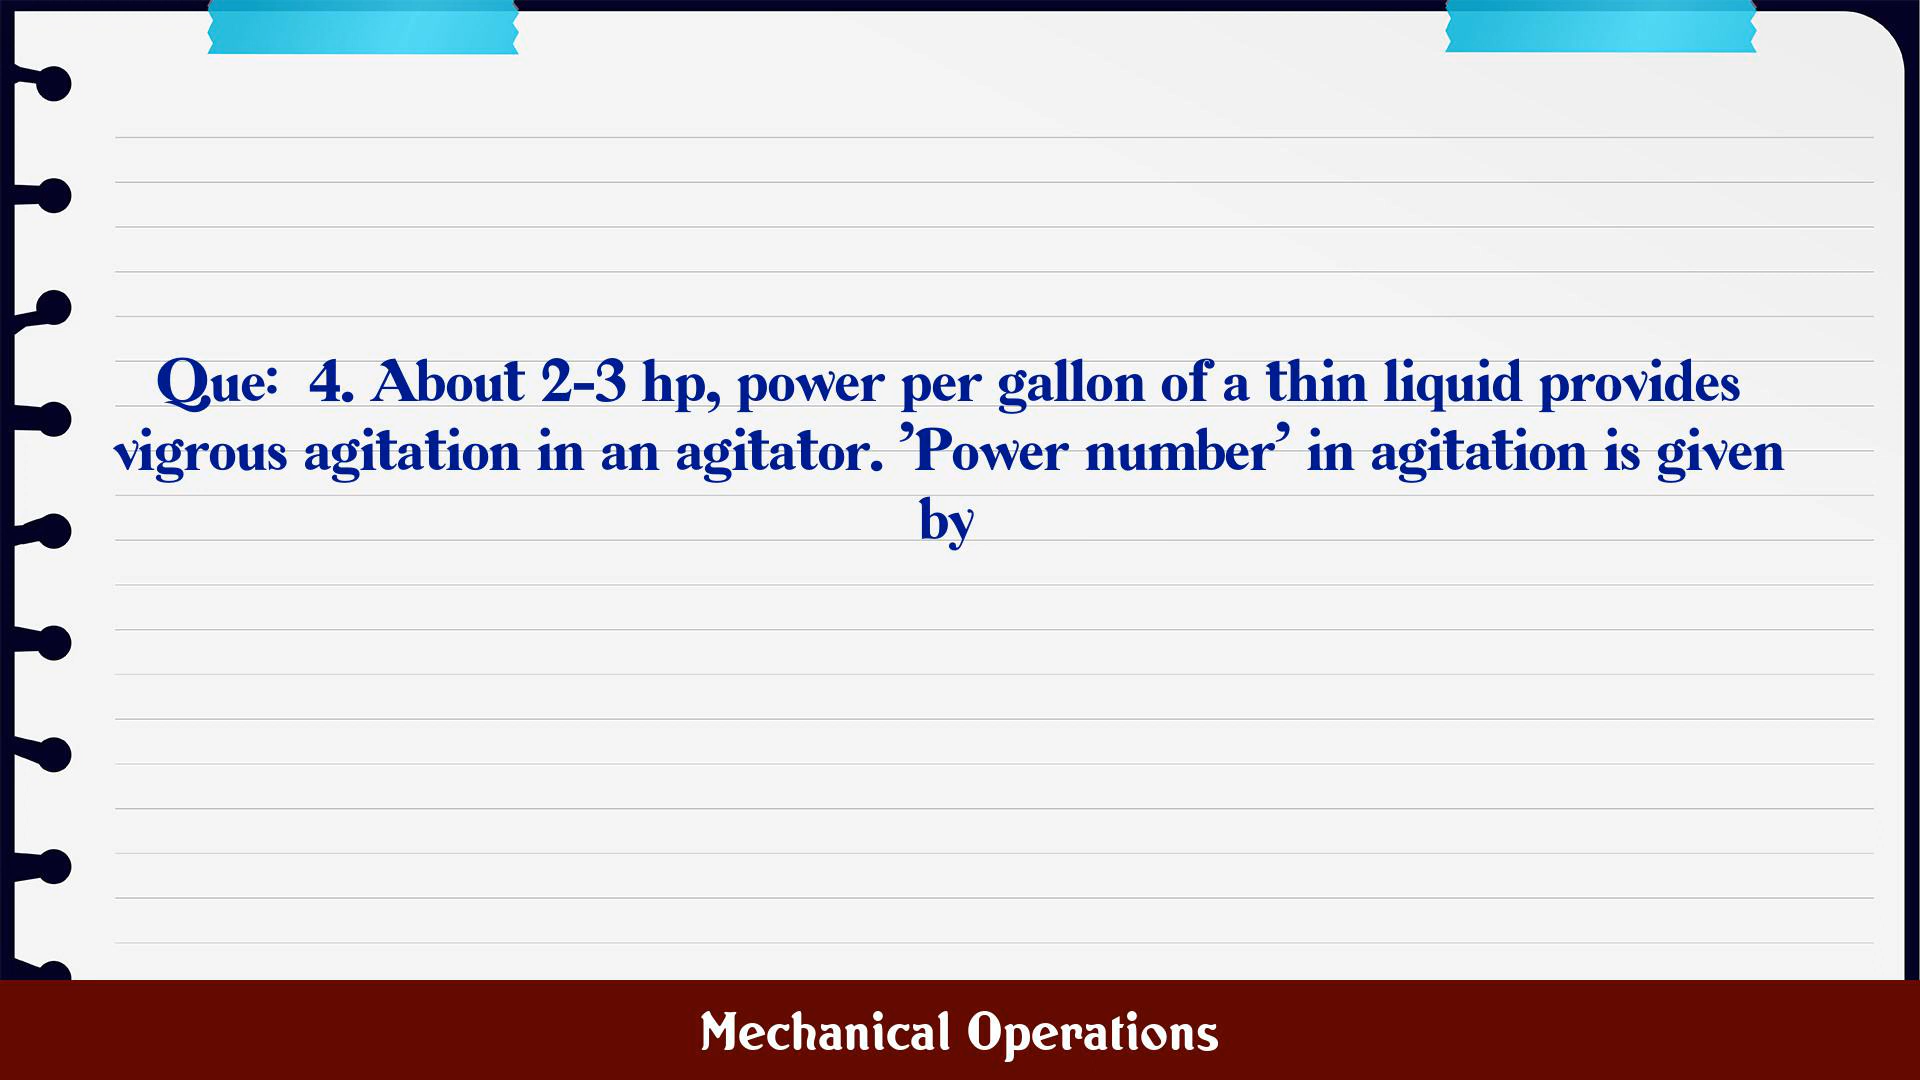 Que:  4. About 2-3 hp, power per gallon of a thin liquid provides
vigrous agitation in an agitator. 'Power number' in agitation is given
by
Mechanical Operations